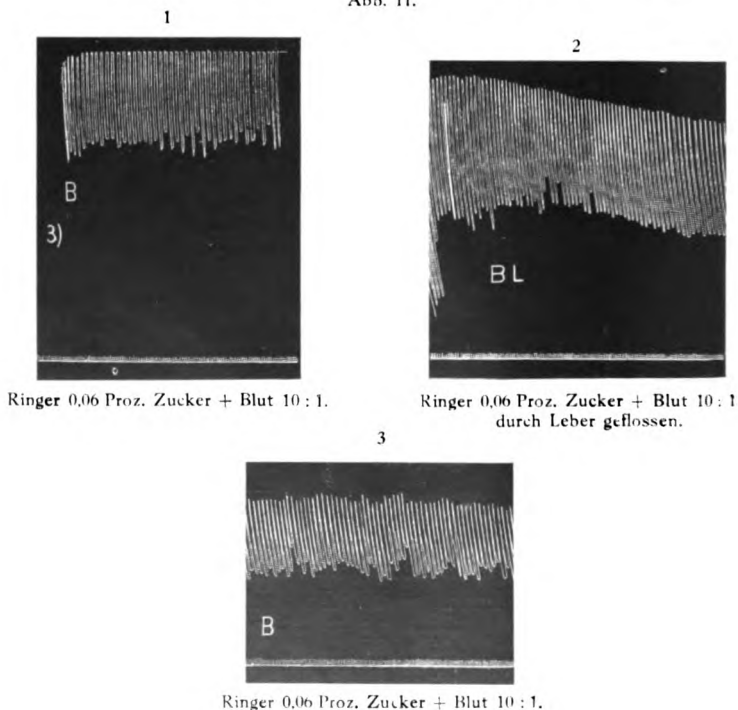 Abb. 11.
1
B
3)
Ringer 0,06 Proz. Zucker + Blut 10 : 1.
2
BL
Ringer 0,06 Proz. Zucker + Blut 10 : 1
durch Leber geflossen.
3
B
Ringer 0,06 Proz. Zucker + Blut 10 : 1.